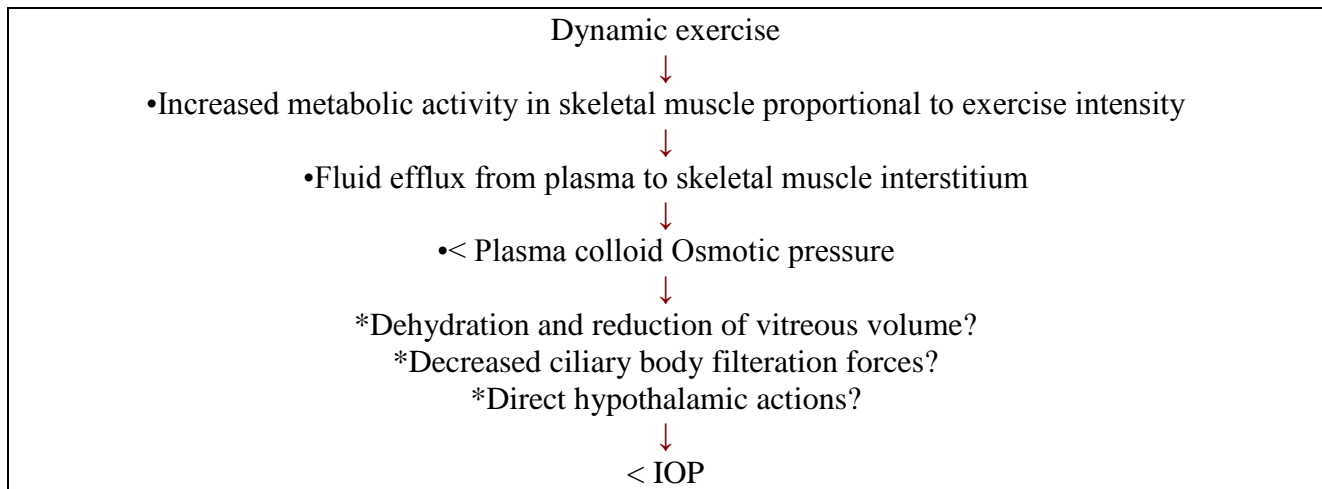 Dynamic exercise
↓
•Increased metabolic activity in skeletal muscle proportional to exercise intensity
↓
•Fluid efflux from plasma to skeletal muscle interstitium
↓
•< Plasma colloid Osmotic pressure
↓
*Dehydration and reduction of vitreous volume?
*Decreased ciliary body filteration forces?
*Direct hypothalamic actions?
↓
< IOP